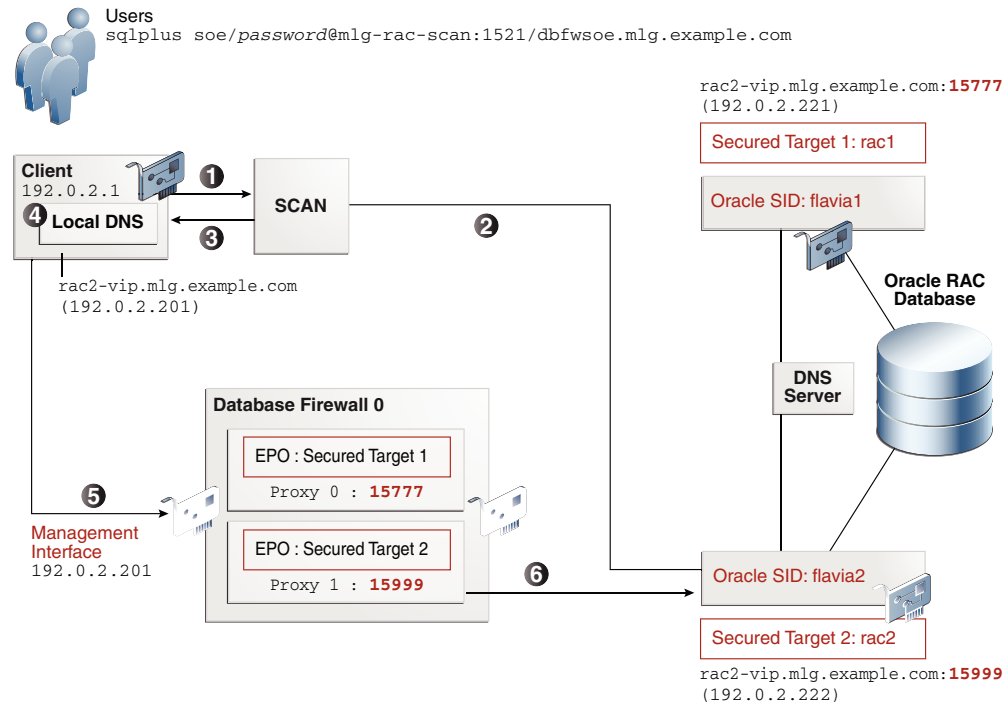 Users
sqlplus soe/password@mlg-rac-scan:1521/dbfwsoe.mlg.example.com
rac2-vip.mlg.example.com:15777
(192.0.2.221)
Secured Target 1: rac1
Oracle SID: flavia1
Client
192.0.2.1
4
Local DNS
1
SCAN
3
2
rac2-vip.mlg.example.com
(192.0.2.201)
Oracle RAC
Database
DNS
Server
Database Firewall 0
EPO : Secured Target 1
Proxy 0 : 15777
EPO : Secured Target 2
Proxy 1 : 15999
5
Management
Interface
192.0.2.201
6
Oracle SID: flavia2
Secured Target 2: rac2
rac2-vip.mlg.example.com:15999
(192.0.2.222)